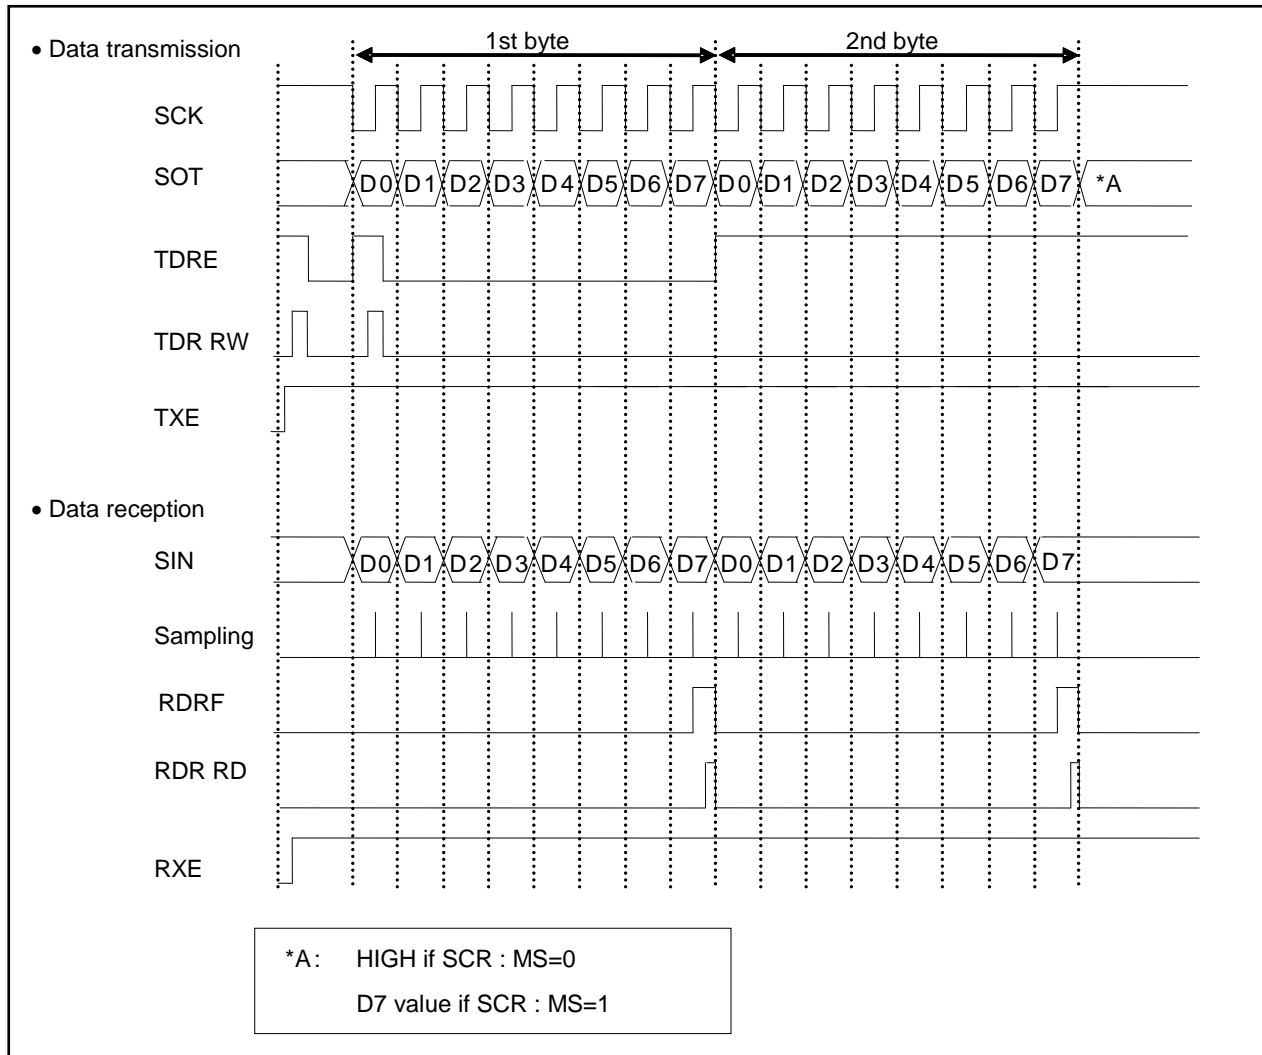 • Data transmission
1st byte 2nd byte
SCK
SOT D0 D1 D2 D3 D4 D5 D6 D7 D0 D1 D2 D3 D4 D5 D6 D7 *A
TDRE
TDR RW
TXE
• Data reception
SIN D0 D1 D2 D3 D4 D5 D6 D7 D0 D1 D2 D3 D4 D5 D6 D7
Sampling
RDRF
RDR RD
RXE
*A: HIGH if SCR : MS=0
D7 value if SCR : MS=1